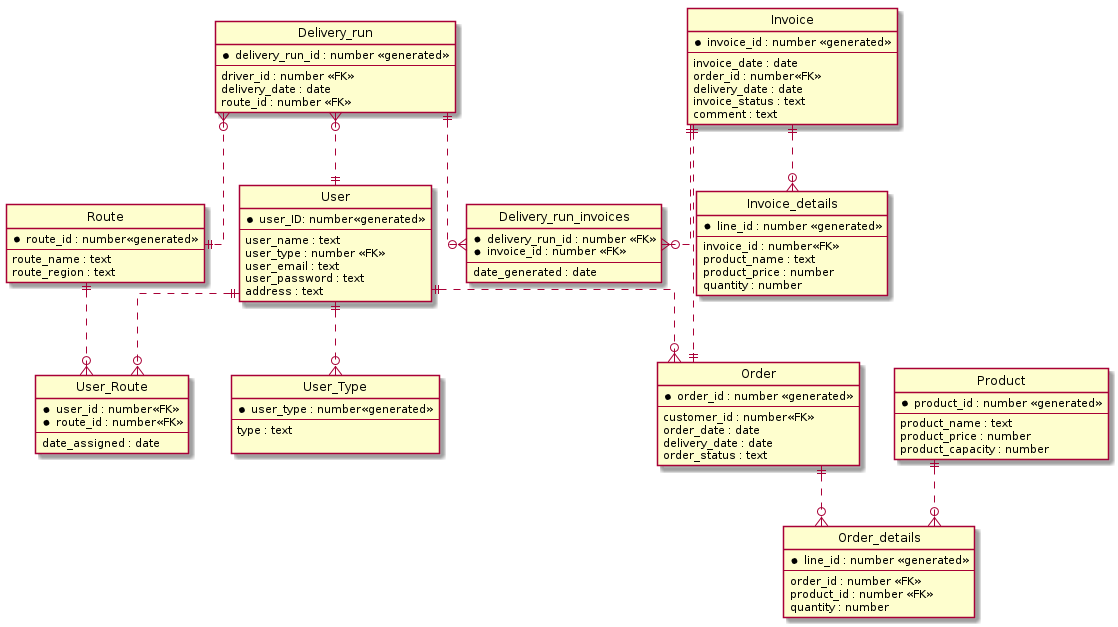 Delivery_run
delivery_run_id : number «generated»
driver_id : number «FK»
delivery_date : date
route_id : number «FK»
Invoice
invoice_id : number «generated»
invoice_date : date
order_id : number«FK»
delivery_date : date
invoice_status : text
comment : text
Route
route_id : number«generated»
route_name : text
route_region : text
User
user_ID: number«generated»
user_name : text
user_type : number «FK»
user_email : text
user_password : text
address : text
Delivery_run_invoices
delivery_run_id : number «FK»
invoice_id : number «FK»
date_generated : date
Invoice_details
line_id : number «generated»
invoice_id : number«FK»
product_name : text
product_price : number
quantity : number
User_Route
user_id : number«FK»
route_id : number«FK»
date_assigned : date
User_Type
user_type : number«generated»
type : text
Order
order_id : number «generated»
customer_id : number«FK»
order_date : date
delivery_date : date
order_status : text
Product
product_id : number «generated»
product_name : text
product_price : number
product_capacity : number
Order_details
line_id : number «generated»
order_id : number «FK»
product_id : number «FK»
quantity : number